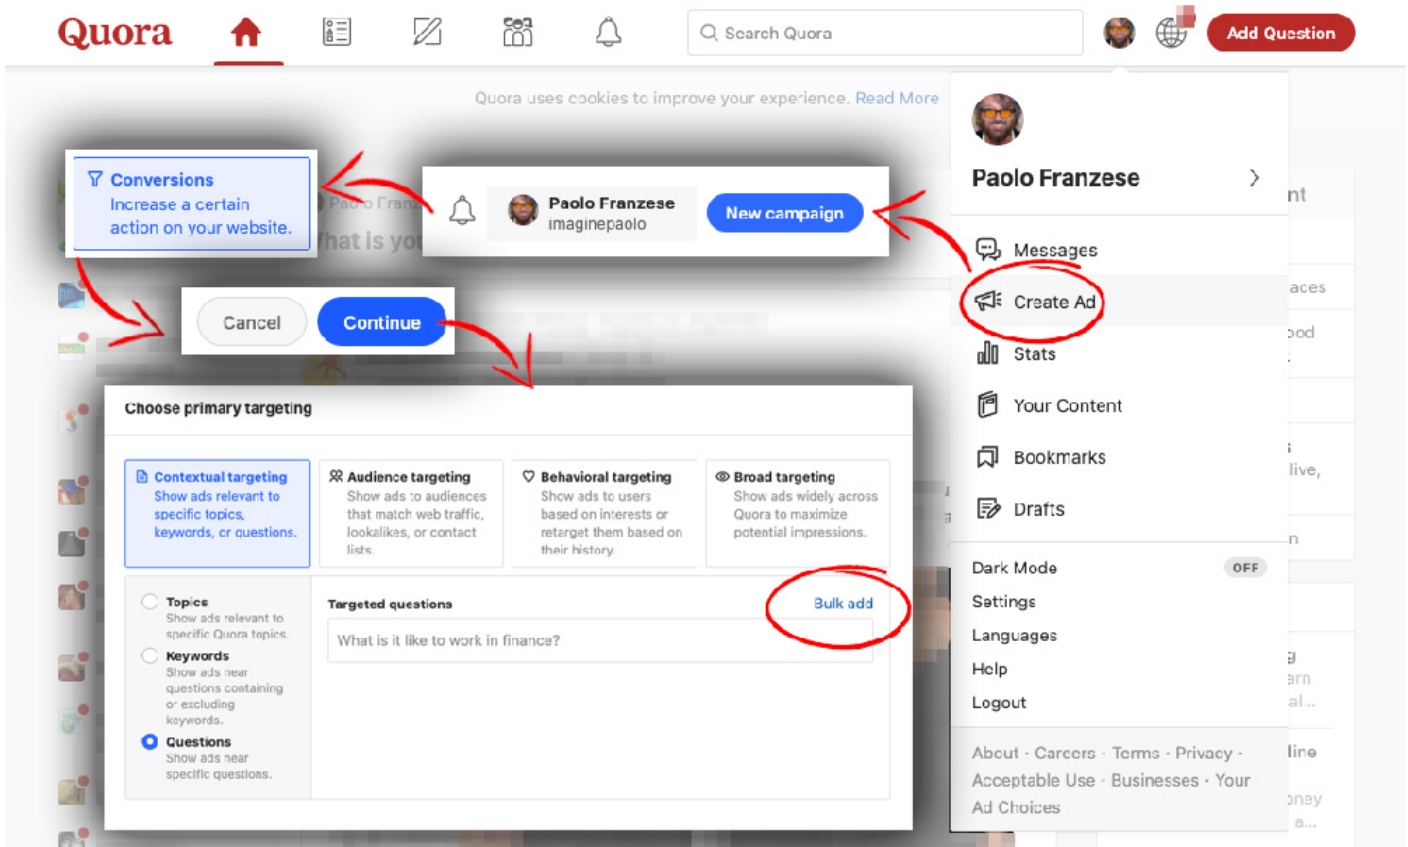 Quora
Search Quora
Add Question
Quora uses cookies to improve your experience. Read More
Paolo Franzese
Messages
Create Ad
Stats
Your Content
Bookmarks
Drafts
Dark Mode
OFF
Settings
Languages
Help
Logout
About · Careers · Terms · Privacy ·
Acceptable Use · Businesses · Your
Ad Choices
Paolo Franzese
imaginepaolo
New campaign
Conversions
Increase a certain
action on your website.
Cancel
Continue
Choose primary targeting
Contextual targeting
Show ads relevant to
specific topics,
keywords, or questions.
Audience targeting
Show ads to audiences
that match web traffic,
lookalikes, or contact
lists.
Behavioral targeting
Show ads to users
based on interests or
retarget them based on
their history.
Broad targeting
Show ads widely across
Quora to maximize
potential impressions.
Topics
Show ads relevant to
specific Quora topics.
Keywords
Show ads near
questions containing
or excluding
keywords.
Questions
Show ads near
specific questions.
Targeted questions
Bulk add
What is it like to work in finance?